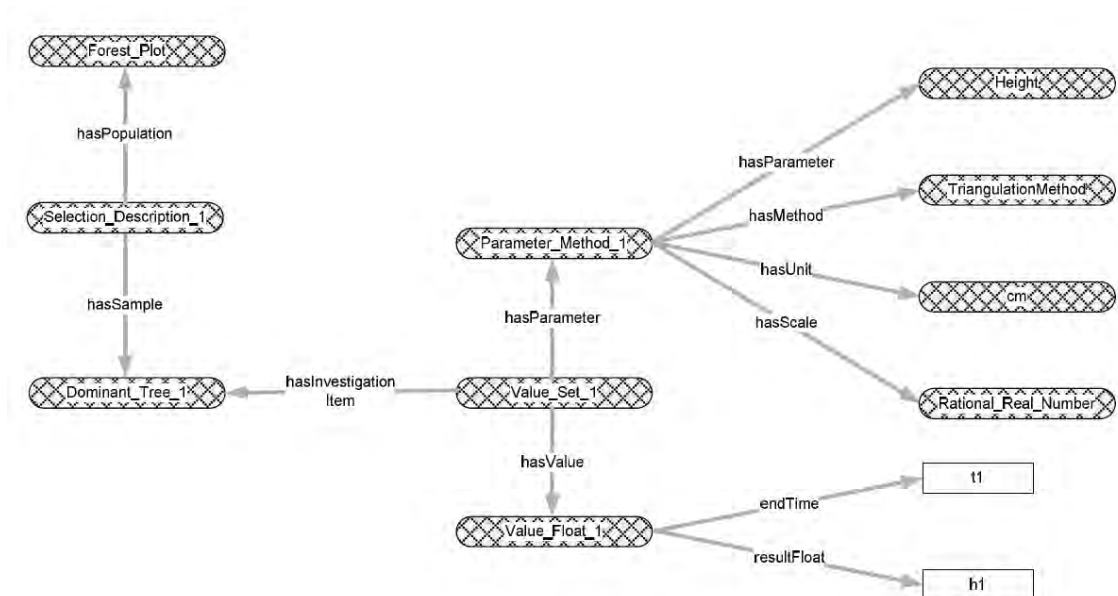 Forest_Plot
Height
hasPopulation
hasParameter
TriangulationMethod
Selection_Description_1
hasMethod
Parameter_Method_1
hasUnit
cm
hasSample
hasParameter
hasScale
Dominant_Tree_1
hasInvestigation
Item
Value_Set_1
Rational_Real_Number
hasValue
t1
endTime
Value_Float_1
resultFloat
h1